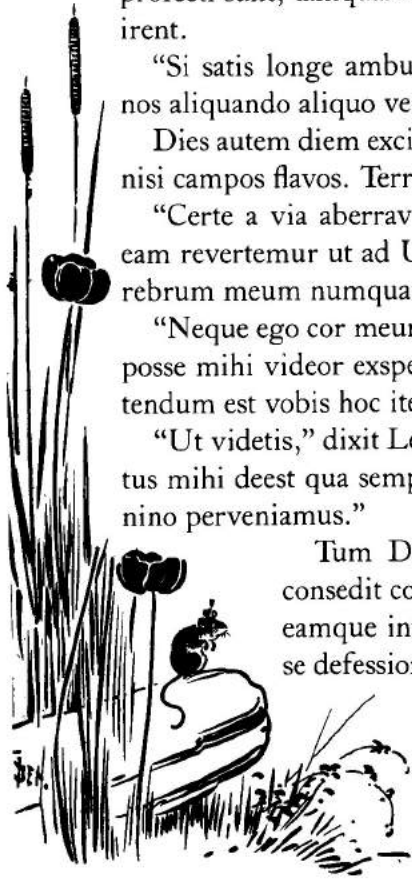 profecti sunt,
irent.
"Si satis longe ambu
nos aliquando aliquo ve
Dies autem diem exci
nisi campos flavos. Terr
"Certe a via aberrav
eam revertemur ut ad U
rebrum meum numqua
"Neque ego cor meu
posse mihi videor exspe
tendum est vobis hoc ite
"Ut videtis," dixit Le
tus mihi deest qua semp
nino perveniamus."
Tum D
consedit co
eamque in
se defessio
DEN.